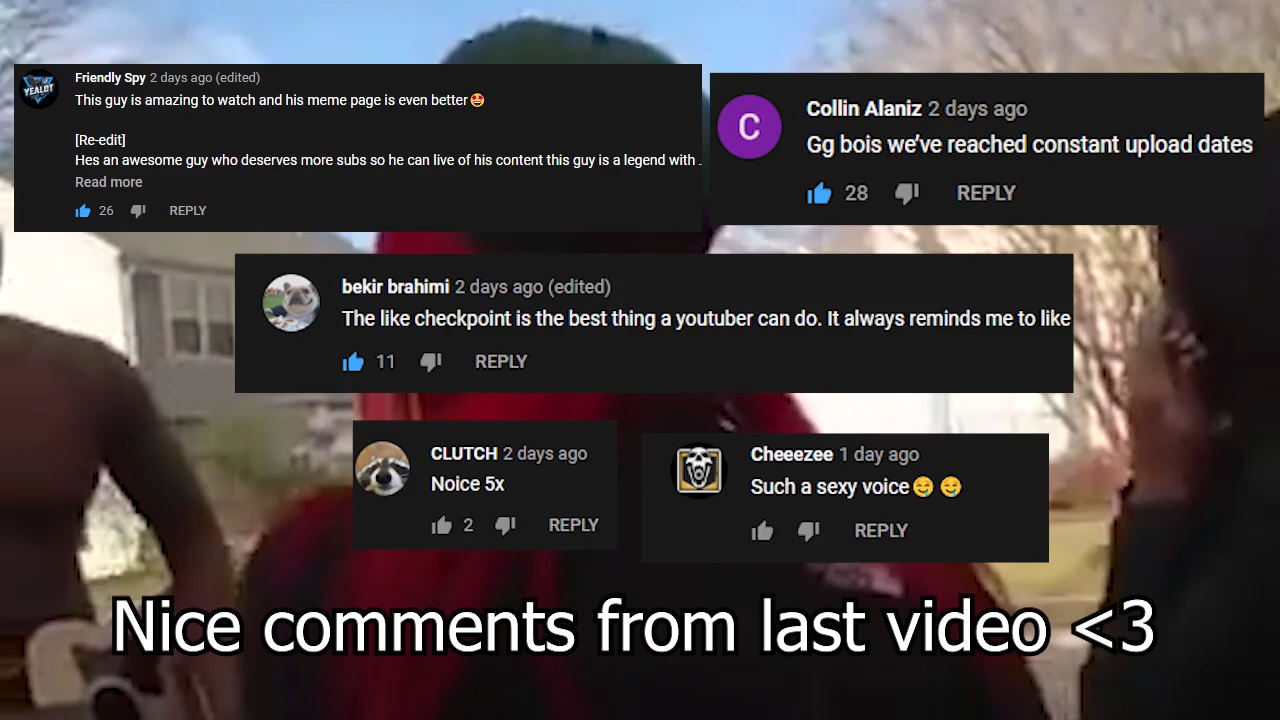 YEALDT
Friendly Spy 2 days ago (edited)
This guy is amazing to watch and his meme page is even better🤩
[Re-edit]
Hes an awesome guy who deserves more subs so he can live of his content this guy is a legend with ..
Read more
26 REPLY
C
Collin Alaniz 2 days ago
Gg bois we've reached constant upload dates
28 REPLY
bekir brahimi 2 days ago (edited)
The like checkpoint is the best thing a youtuber can do. It always reminds me to like
11 REPLY
CLUTCH 2 days ago
Noice 5x
2 REPLY
Cheeezee 1 day ago
Such a sexy voice🤤 🤤
REPLY
Nice comments from last video <3